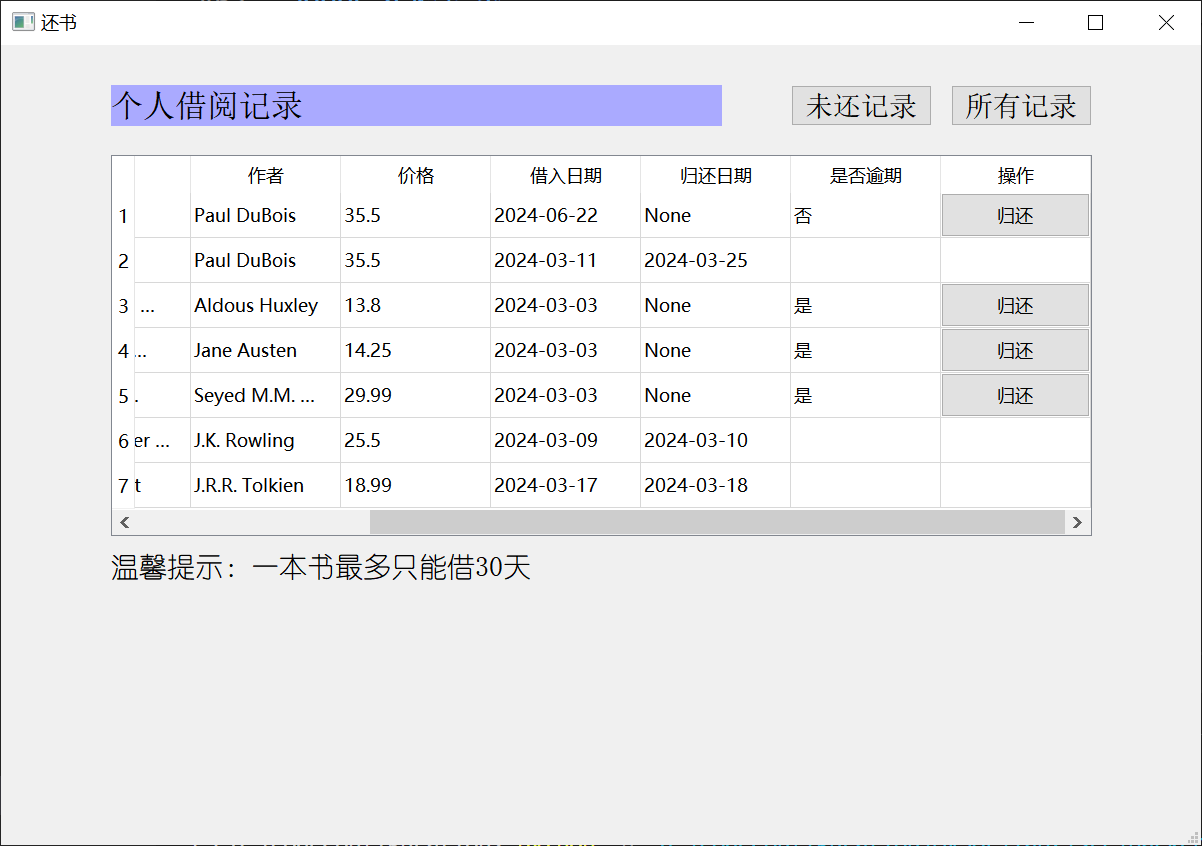 还书
个人借阅记录 未还记录 所有记录
作者 价格 借入日期 归还日期 是否逾期 操作
1 Paul DuBois 35.5 2024-06-22 None 否 归还
2 Paul DuBois 35.5 2024-03-11 2024-03-25
3 ... Aldous Huxley 13.8 2024-03-03 None 是 归还
4 ... Jane Austen 14.25 2024-03-03 None 是 归还
5 . Seyed M.M. ... 29.99 2024-03-03 None 是 归还
6 er ... J.K. Rowling 25.5 2024-03-09 2024-03-10
7 t J.R.R. Tolkien 18.99 2024-03-17 2024-03-18
温馨提示：一本书最多只能借30天